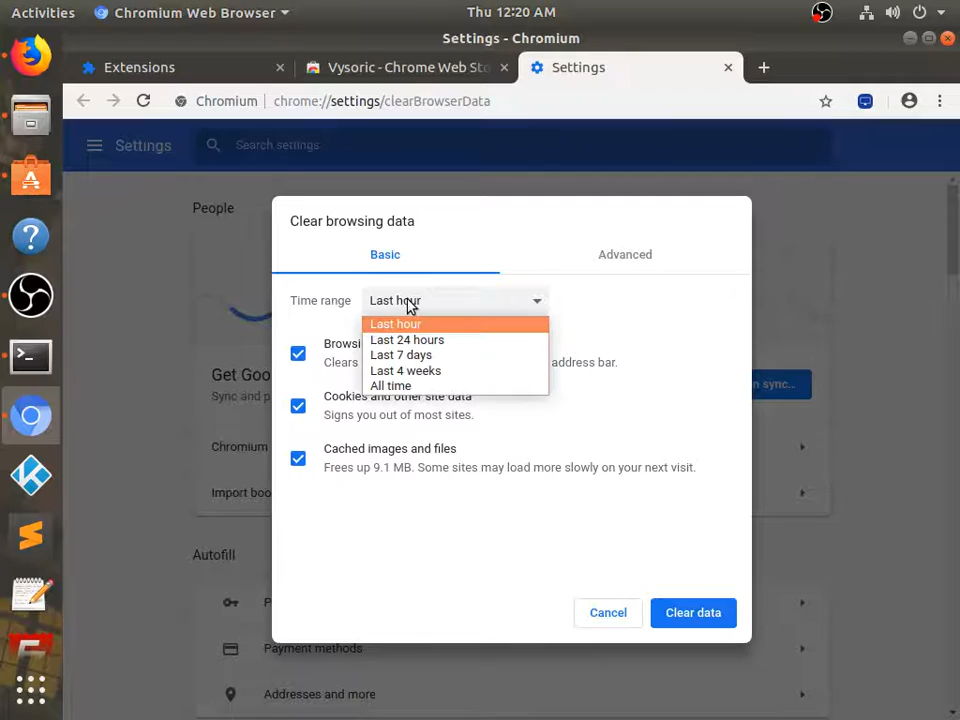 Activities
Chromium Web Browser
Thu 12:20 AM
Settings - Chromium
Extensions
Vysoric - Chrome Web Sto
Settings
Chromium
chrome://settings/clearBrowserData
Settings
Search settings
People
Clear browsing data
Basic
Advanced
Time range
Last hour
Last hour
Last 24 hours
Last 7 days
Last 4 weeks
All time
Browsi
Clears
address bar.
Cookies and other site data
Signs you out of most sites.
Cached images and files
Frees up 9.1 MB. Some sites may load more slowly on your next visit.
Get Goo
Sync and p
n sync...
Chromium
Import boo
Autofill
P
Cancel
Clear data
Payment methods
Addresses and more